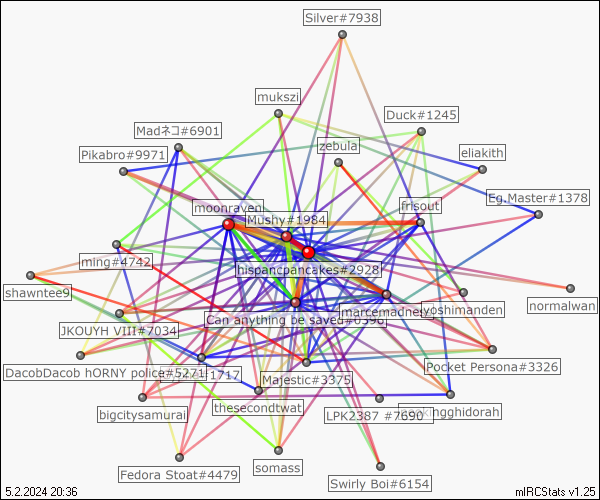 Silver#7938
mukszi
Duck#1245
Madネコ#6901
zebula
Pikabro#9971
eliakith
Eg.Master#1378
moonraven
frisout
Mushy#1984
ming#4742
hispancpancakes#2928
shawntee9
normalwan
Can anything be saved#0396
marcemadne
yoshimanden
JKOUYH VIII#7034
Pocket Persona#3326
DacobDacob hORNY police#5271
1717
Majestic#3375
bigcitysamurai
thesecondtwat
LPK2387 #7690
kingghidorah
Fedora Stoat#4479
somass
Swirly Boi#6154
5.2.2024 20:36
mIRCStats v1.25